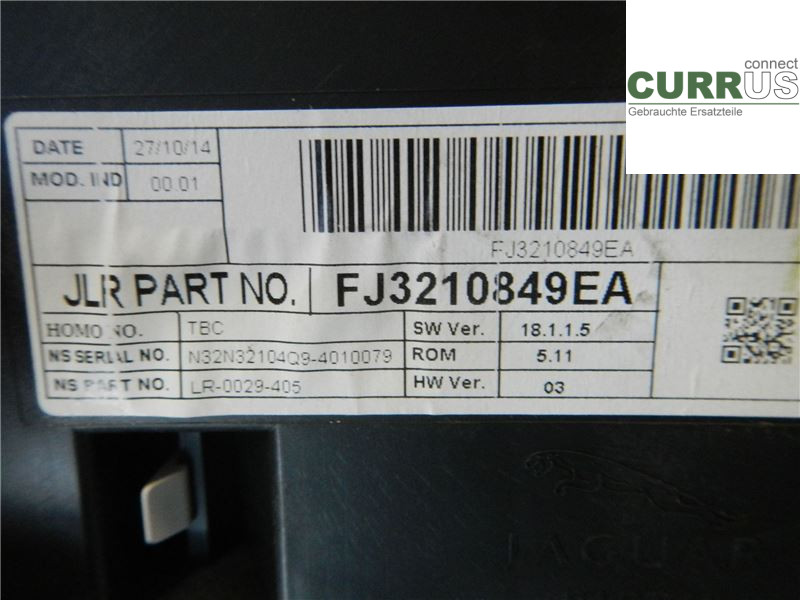 connect
CURRUS
Gebrauchte Ersatzteile
DATE 27/10/14
MOD. IND 00.01
FJ3210849EA
JLR PART NO. FJ3210849EA
HOMO NO. TBC SW Ver. 18.1.1.5
NS SERIAL NO. N32N32104Q9-4010079 ROM 5.11
NS PART NO. LR-0029-405 HW Ver. 03
JAGUAR